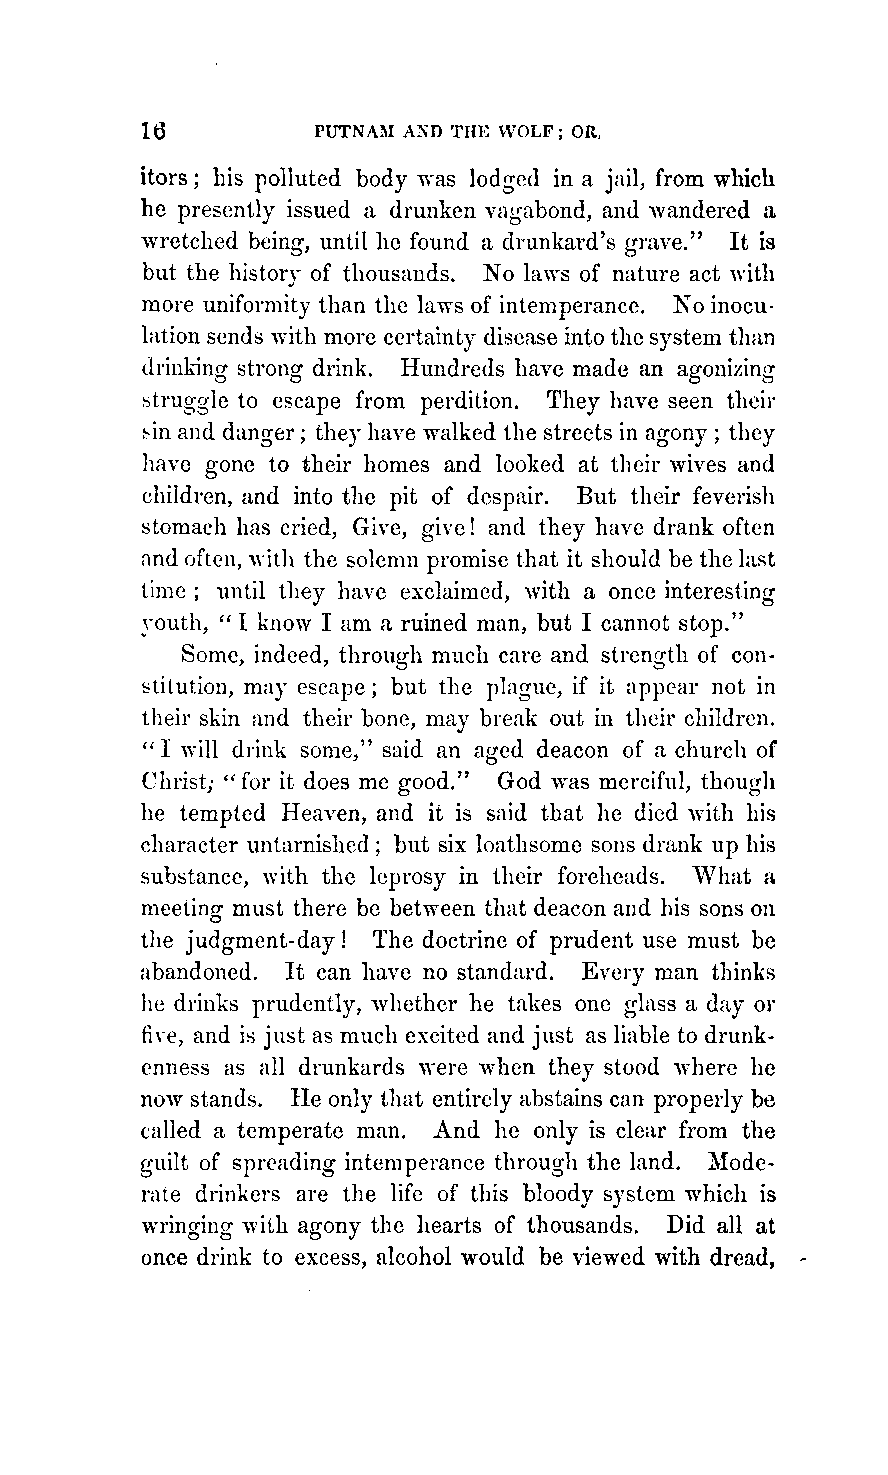 16 PUTNAM AND THE WOLF; OR,
itors; his polluted body was lodged in a jail, from which
he presently issued a drunken vagabond, and wandered a
wretched being, until he found a drunkard's grave." It is
but the history of thousands. No laws of nature act with
more uniformity than the laws of intemperance. No inocu-
lation sends with more certainty disease into the system than
drinking strong drink. Hundreds have made an agonizing
struggle to escape from perdition. They have seen their
sin and danger; they have walked the streets in agony; they
have gone to their homes and looked at their wives and
children, and into the pit of despair. But their feverish
stomach has cried, Give, give! and they have drank often
and often, with the solemn promise that it should be the last
time; until they have exclaimed, with a once interesting
youth, "I know I am a ruined man, but I cannot stop."
Some, indeed, through much care and strength of con-
stitution, may escape; but the plague, if it appear not in
their skin and their bone, may break out in their children.
"I will drink some," said an aged deacon of a church of
Christ; "for it does me good." God was merciful, though
he tempted Heaven, and it is said that he died with his
character untarnished; but six loathsome sons drank up his
substance, with the leprosy in their foreheads. What a
meeting must there be between that deacon and his sons on
the judgment-day! The doctrine of prudent use must be
abandoned. It can have no standard. Every man thinks
he drinks prudently, whether he takes one glass a day or
five, and is just as much excited and just as liable to drunk-
enness as all drunkards were when they stood where he
now stands. He only that entirely abstains can properly be
called a temperate man. And he only is clear from the
guilt of spreading intemperance through the land. Mode-
rate drinkers are the life of this bloody system which is
wringing with agony the hearts of thousands. Did all at
once drink to excess, alcohol would be viewed with dread,